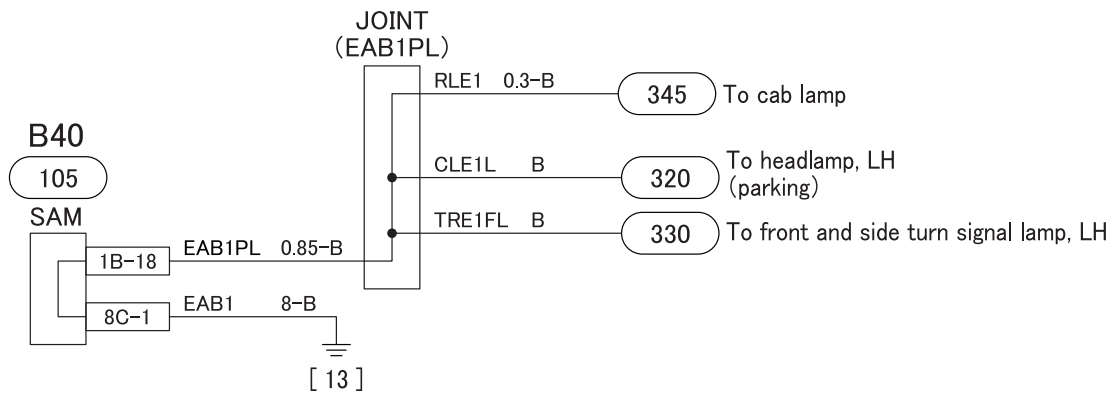 JOINT
(EAB1PL)
RLE1 0.3-B
345
To cab lamp
B40
105
SAM
CLE1L B
320
To headlamp, LH
(parking)
TRE1FL B
330
To front and side turn signal lamp, LH
1B-18
EAB1PL 0.85-B
8C-1
EAB1 8-B
[ 13 ]